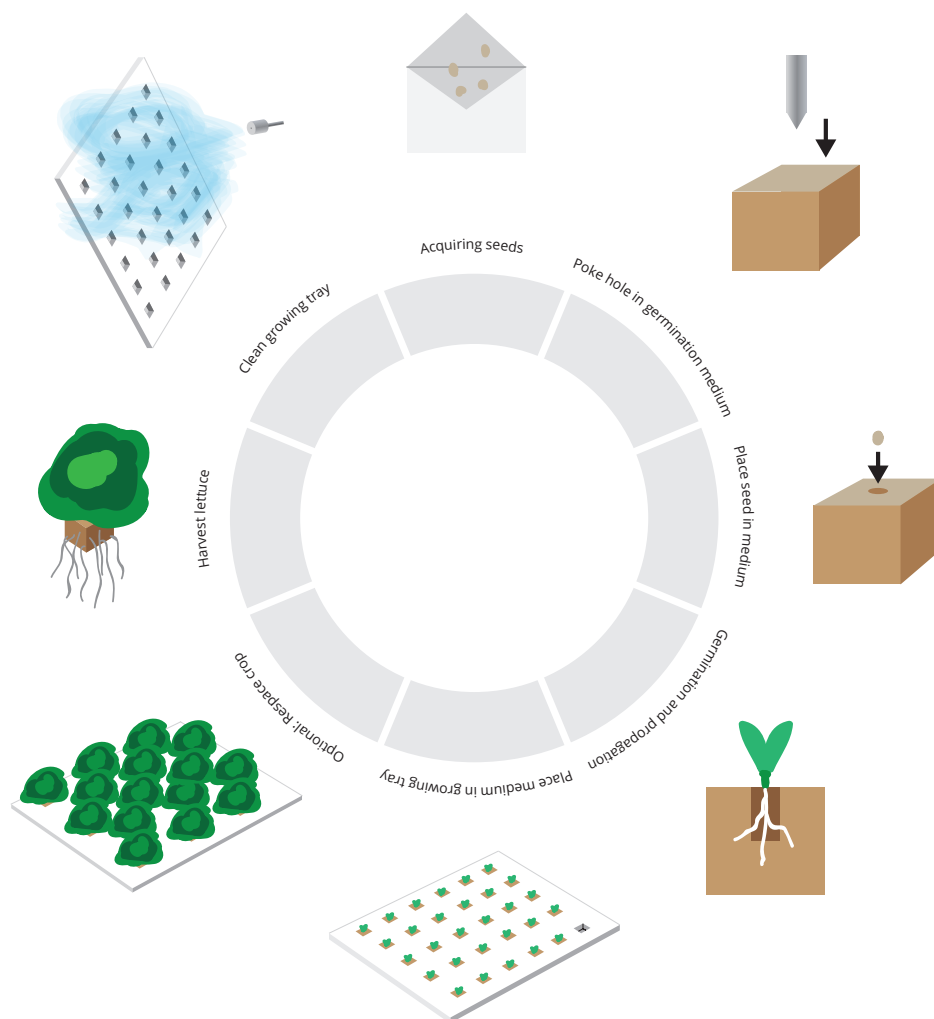 Acquiring seeds
Poke hole in germination medium
Place seed in medium
Germination and propagation
Place medium in growing tray
Optional: Respace crop
Harvest lettuce
Clean growing tray